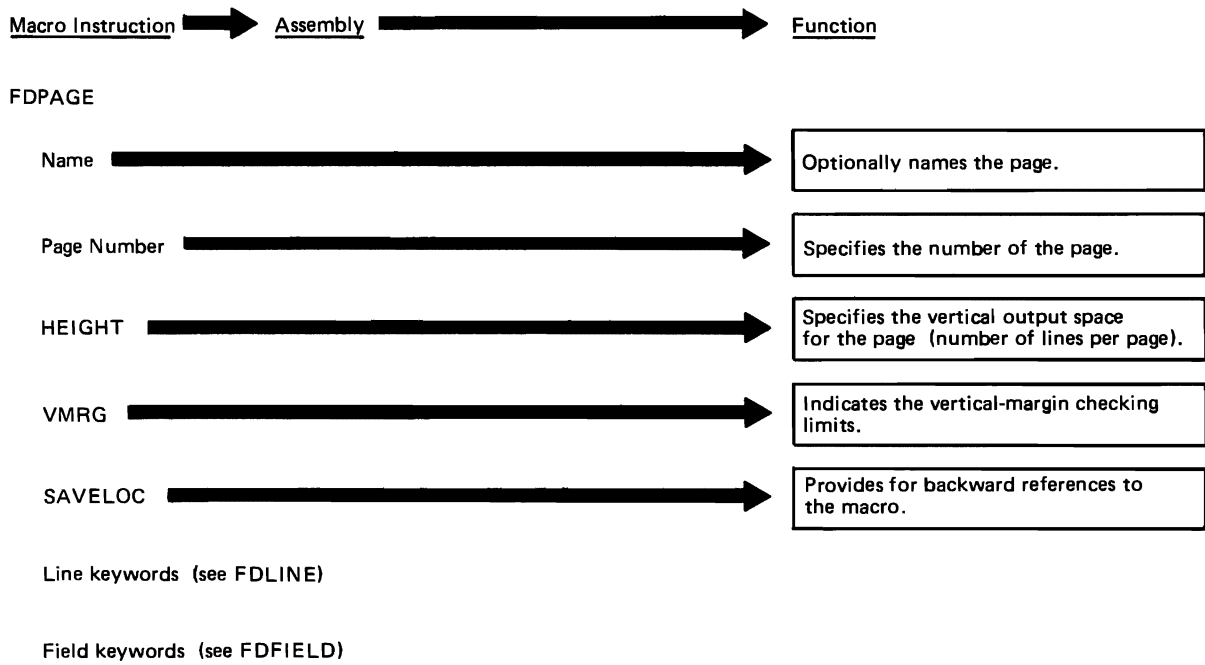 Macro Instruction Assembly Function
FDPAGE
Name Optionally names the page.
Page Number Specifies the number of the page.
HEIGHT Specifies the vertical output space
for the page (number of lines per page).
VMRG Indicates the vertical-margin checking
limits.
SAVELOC Provides for backward references to
the macro.
Line keywords (see FDLINE)
Field keywords (see FDFIELD)